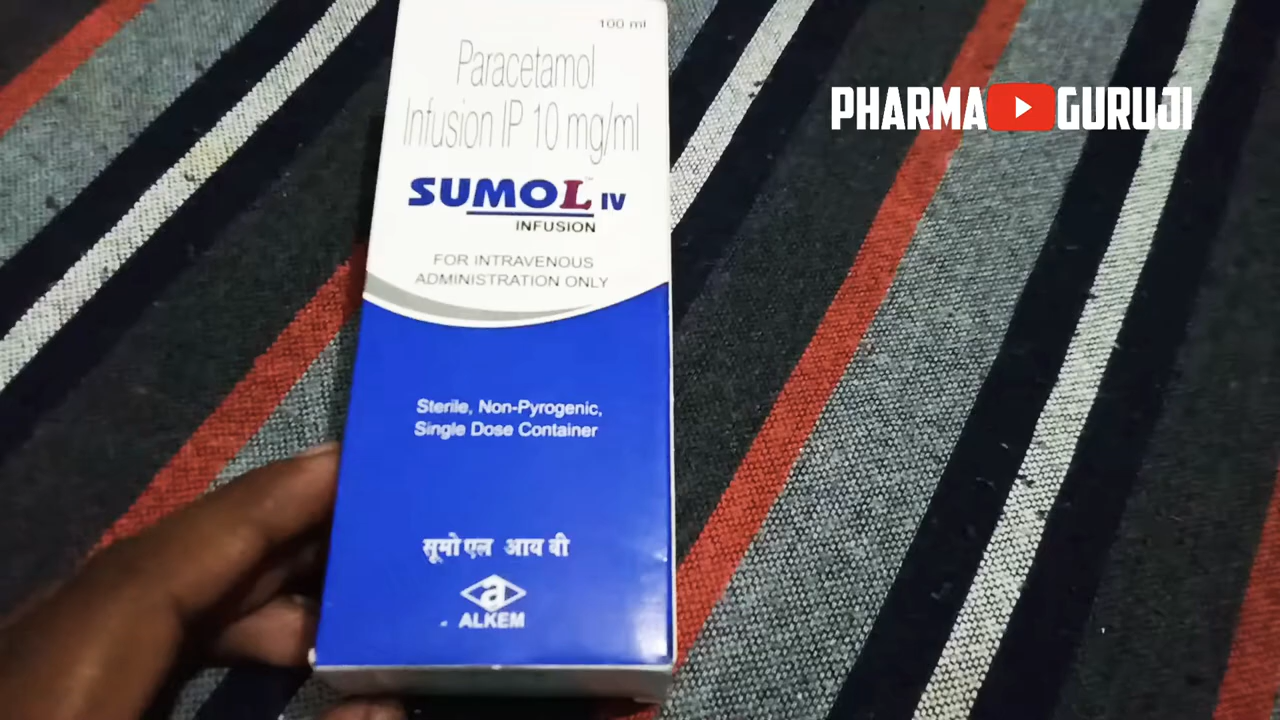 100 ml
Paracetamol
Infusion IP 10 mg/ml
SUMOL IV
INFUSION
FOR INTRAVENOUS
ADMINISTRATION ONLY
Sterile, Non-Pyrogenic,
Single Dose Container
सूमो एल आय वी
a
ALKEM
PHARMA GURUJI